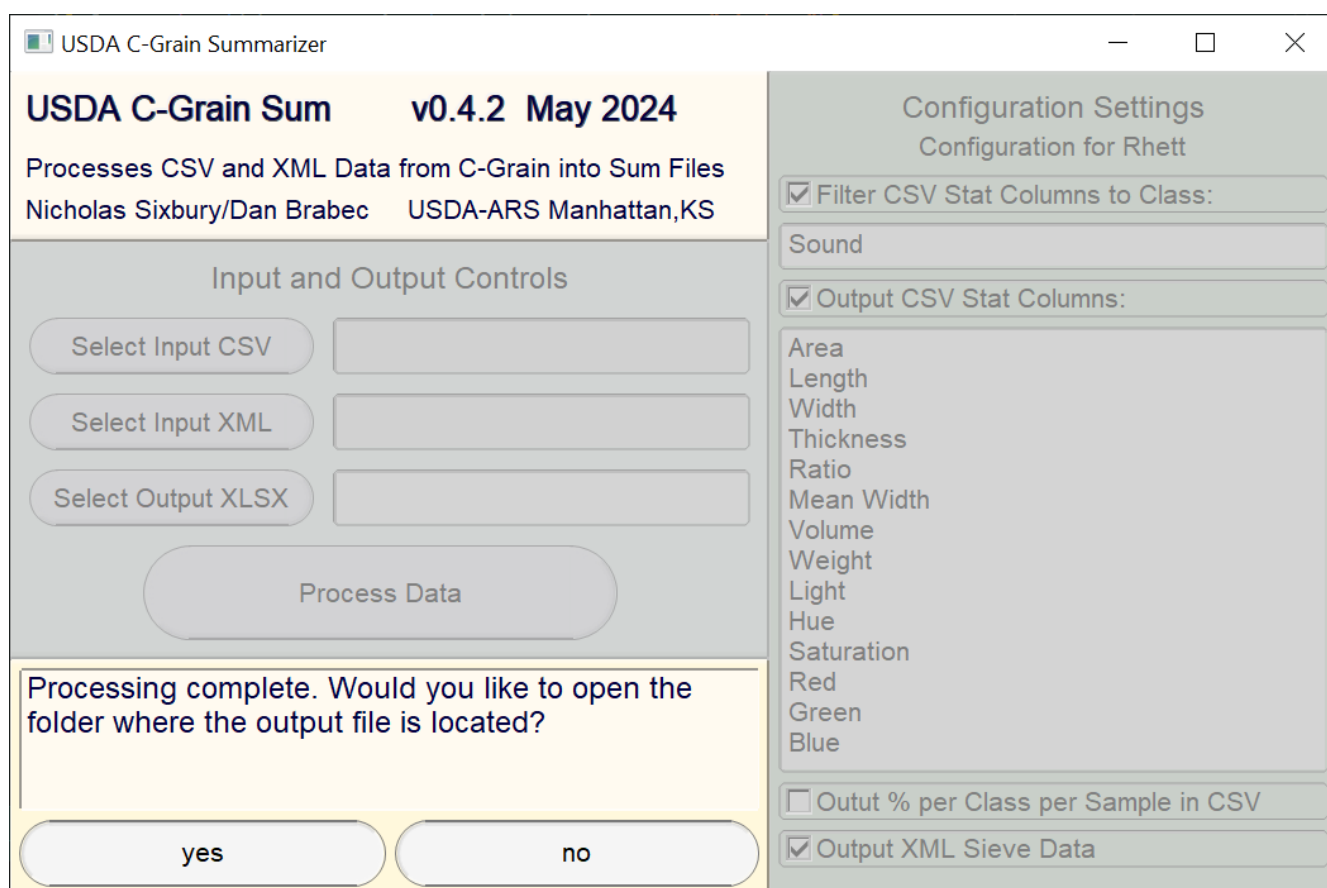 USDA C-Grain Summarizer
USDA C-Grain Sum v0.4.2 May 2024
Processes CSV and XML Data from C-Grain into Sum Files
Nicholas Sixbury/Dan Brabec USDA-ARS Manhattan,KS
Input and Output Controls
Select Input CSV
Select Input XML
Select Output XLSX
Process Data
Processing complete. Would you like to open the
folder where the output file is located?
yes no
Configuration Settings
Configuration for Rhett
Filter CSV Stat Columns to Class:
Sound
Output CSV Stat Columns:
Area
Length
Width
Thickness
Ratio
Mean Width
Volume
Weight
Light
Hue
Saturation
Red
Green
Blue
Outut % per Class per Sample in CSV
Output XML Sieve Data